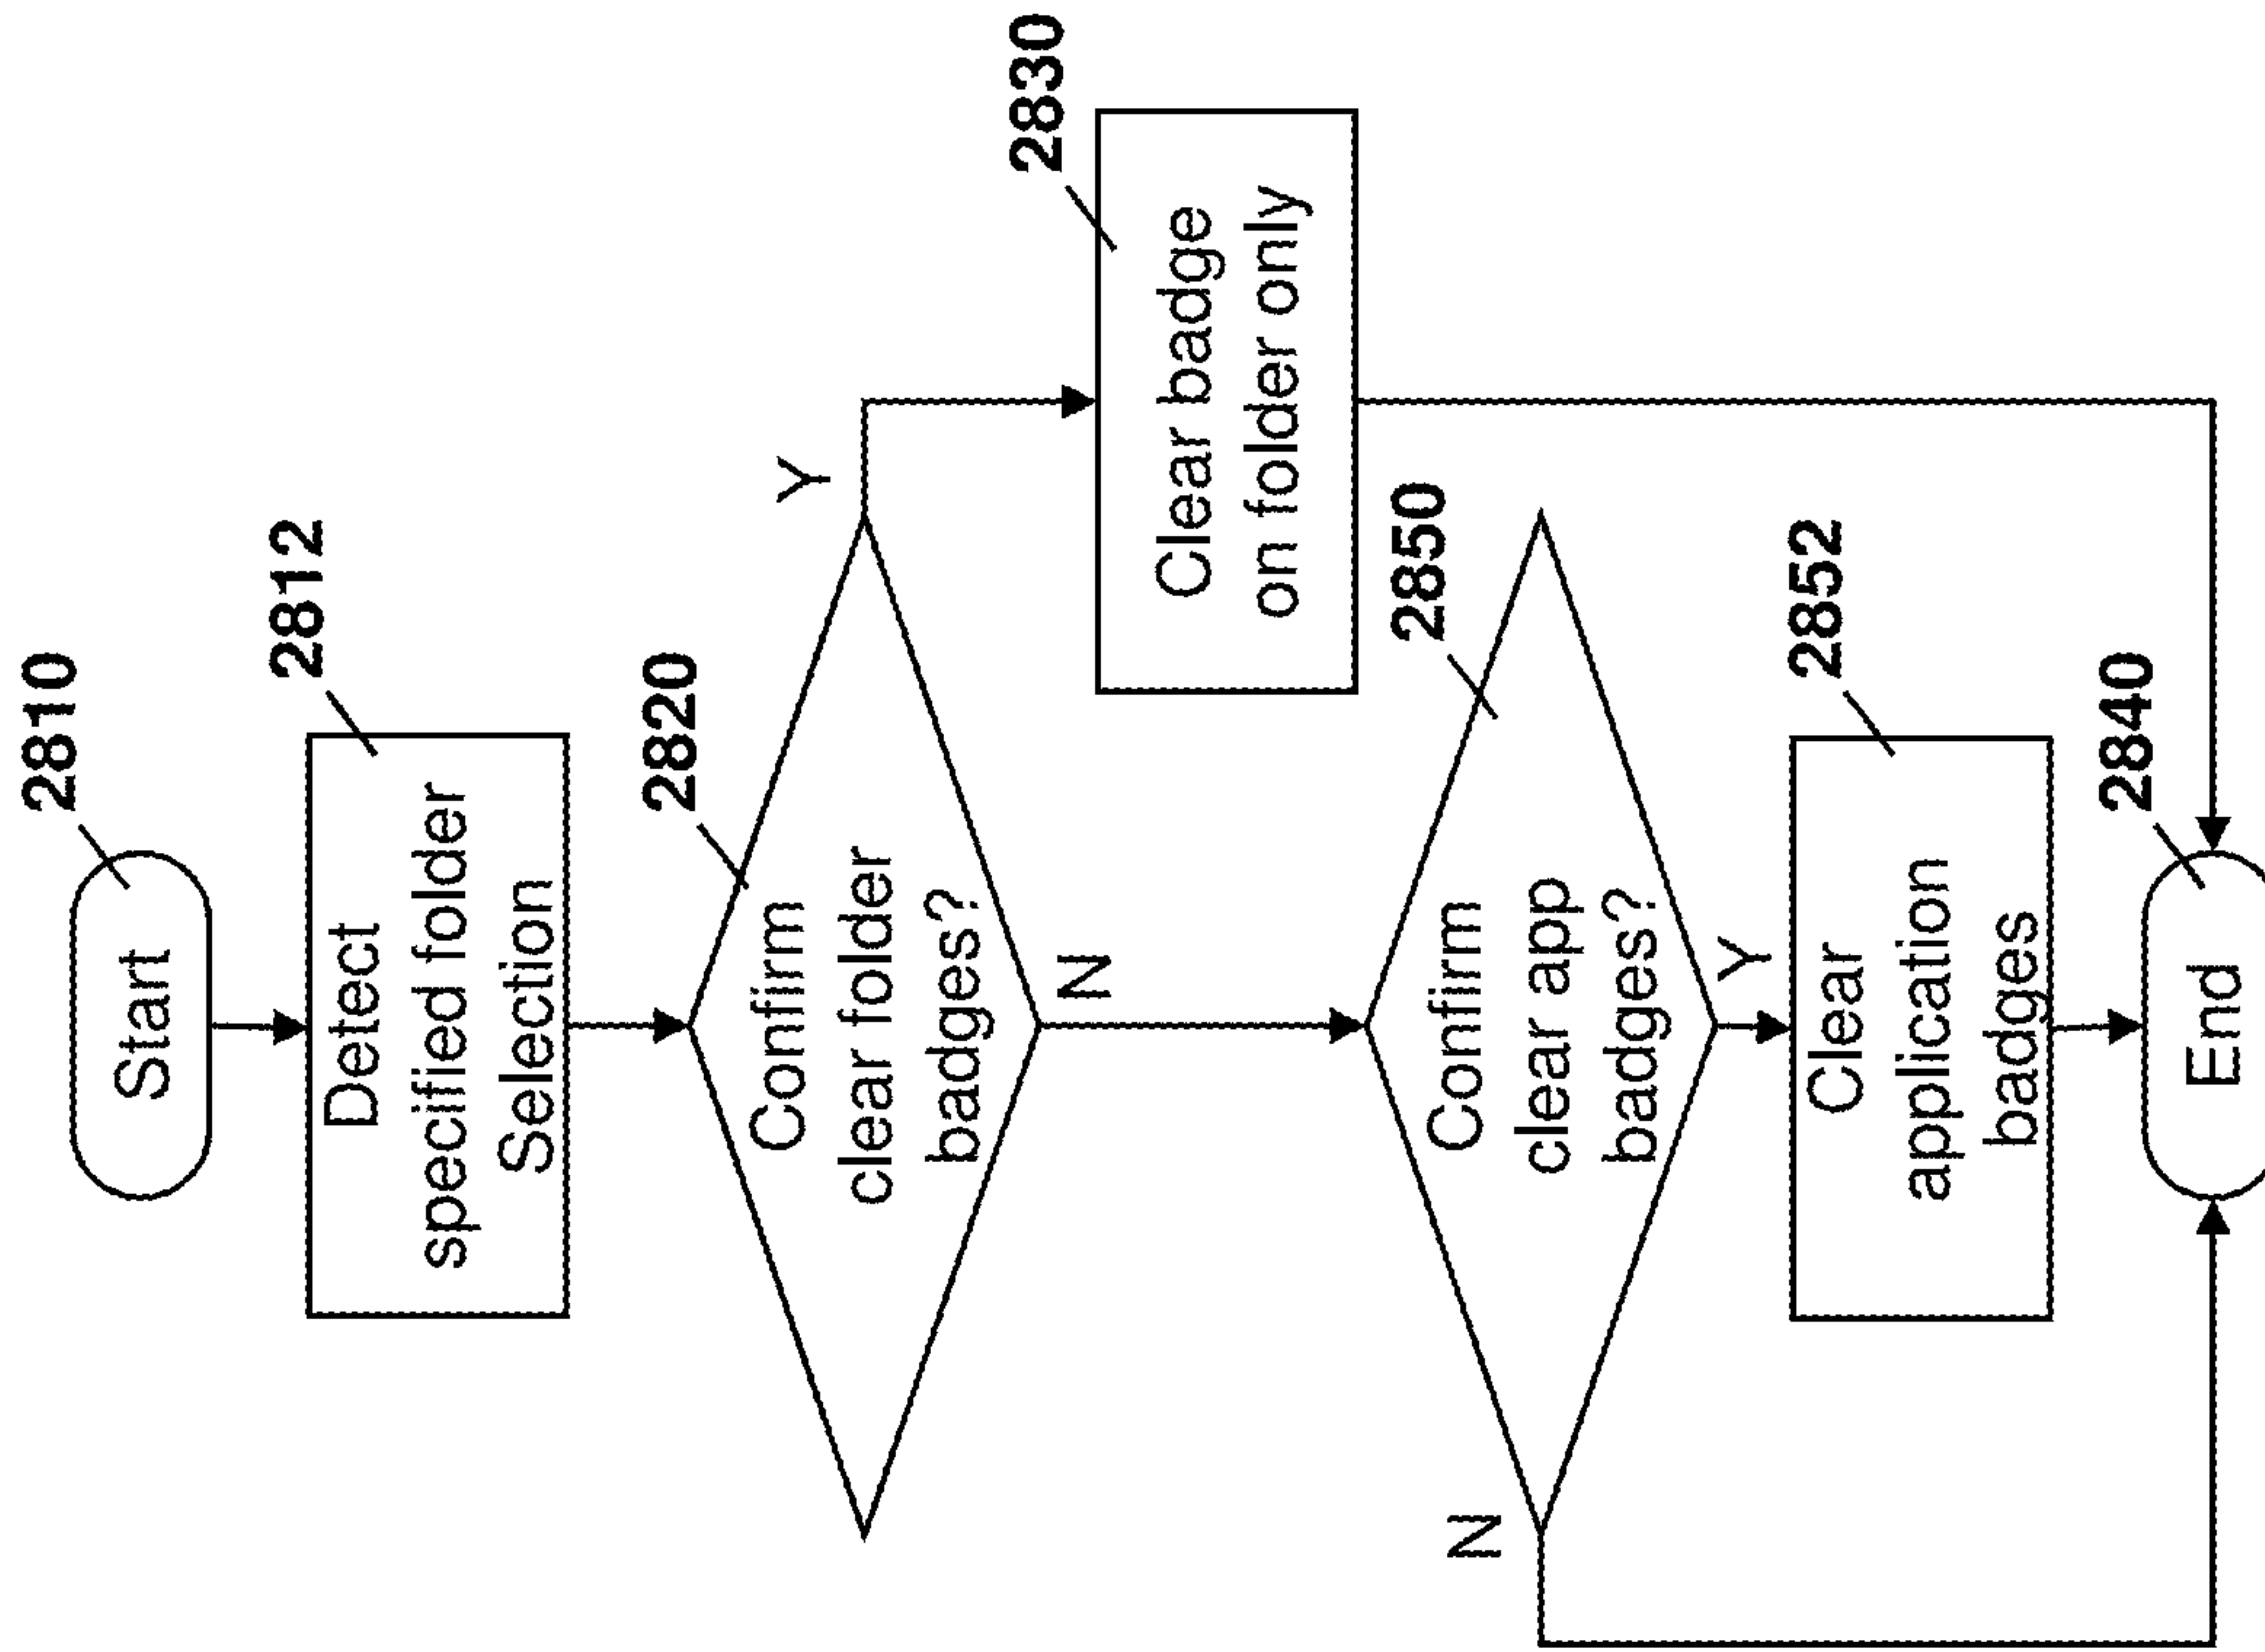 2810
Start
2812
Detect
specified folder
Selection
2820
Confirm
clear folder
badges?
Y
N
2830
Clear badge
on folder only
2850
Confirm
clear app
badges?
N
Y
2852
Clear
application
badges
2840
End